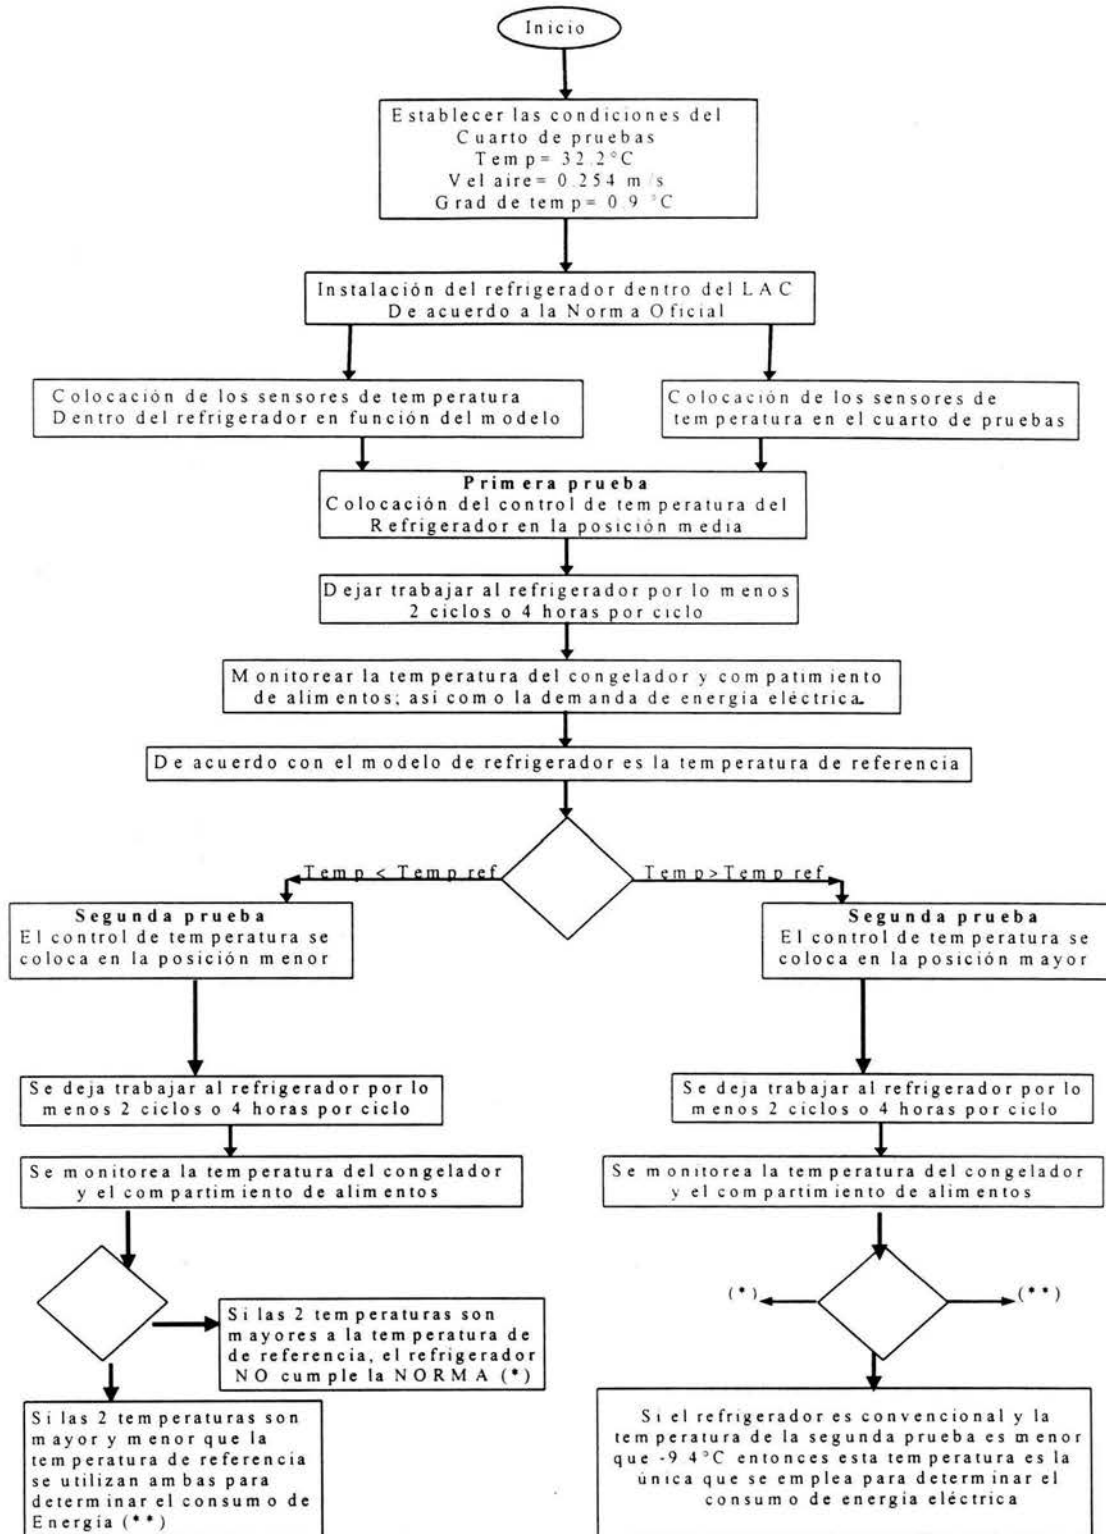 Inicio
Establecer las condiciones del
Cuarto de pruebas
Temp= 32.2°C
Vel aire= 0.254 m/s
Grad de temp= 0.9 °C
Instalación del refrigerador dentro del LAC
De acuerdo a la Norma Oficial
Colocación de los sensores de temperatura
Dentro del refrigerador en función del modelo
Colocación de los sensores de
temperatura en el cuarto de pruebas
Primera prueba
Colocación del control de temperatura del
Refrigerador en la posición media
Dejar trabajar al refrigerador por lo menos
2 ciclos o 4 horas por ciclo
Monitorear la temperatura del congelador y compatimiento
de alimentos; así como la demanda de energía eléctrica.
De acuerdo con el modelo de refrigerador es la temperatura de referencia
Temp < Temp ref
Temp>Temp ref
Segunda prueba
El control de temperatura se
coloca en la posición menor
Segunda prueba
El control de temperatura se
coloca en la posición mayor
Se deja trabajar al refrigerador por lo
menos 2 ciclos o 4 horas por ciclo
Se deja trabajar al refrigerador por lo
menos 2 ciclos o 4 horas por ciclo
Se monitorea la temperatura del congelador
y el compartimiento de alimentos
Se monitorea la temperatura del congelador
y el compartimiento de alimentos
Si las 2 temperaturas son
mayores a la temperatura de
de referencia, el refrigerador
NO cumple la NORMA (*)
(*)
(**)
Si las 2 temperaturas son
mayor y menor que la
temperatura de referencia
se utilizan ambas para
determinar el consumo de
Energía (**)
Si el refrigerador es convencional y la
temperatura de la segunda prueba es menor
que -9 4°C entonces esta temperatura es la
única que se emplea para determinar el
consumo de energía eléctrica